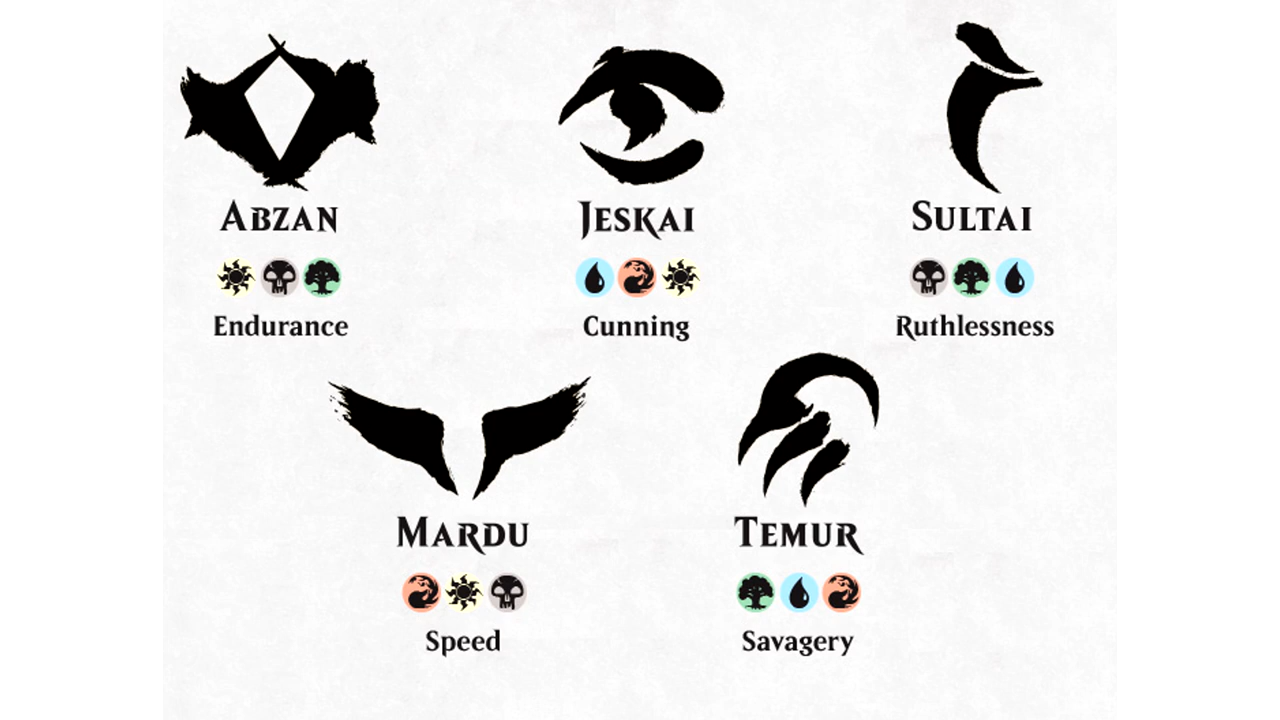 Abzan
Jeskai
Sultai
Endurance
Cunning
Ruthlessness
Mardu
Temur
Speed
Savagery